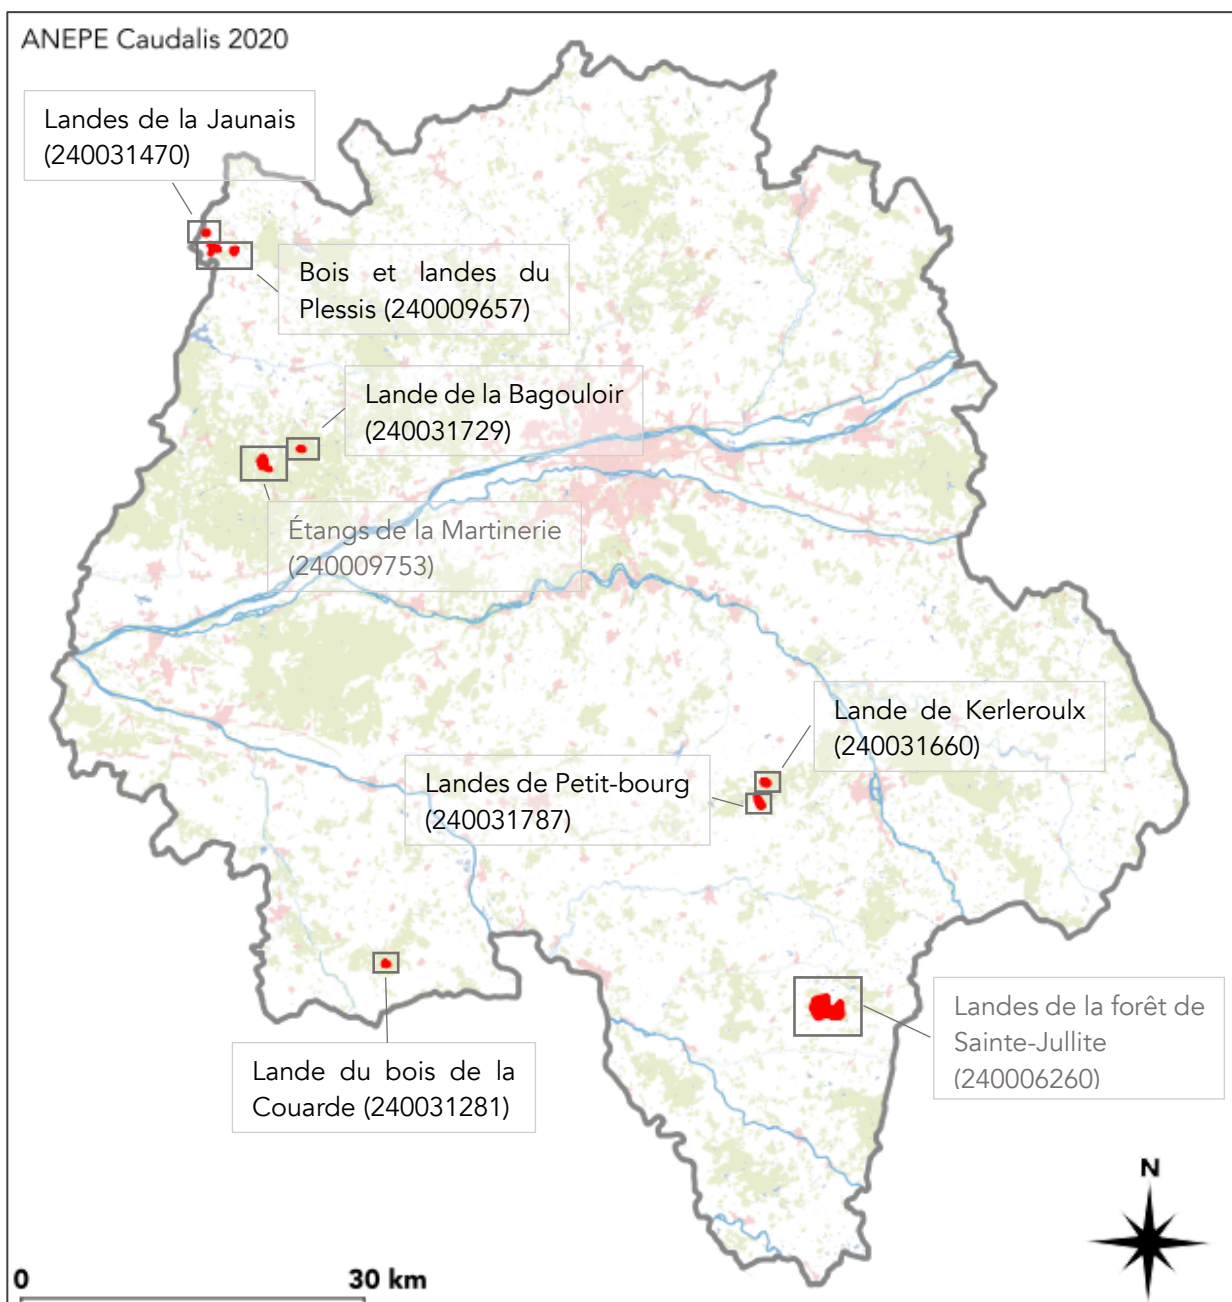 ANEPE Caudalis 2020
Landes de la Jaunais
(240031470)
Bois et landes du
Plessis (240009657)
Lande de la Bagouloir
(240031729)
Étangs de la Martinerie
(240009753)
Lande de Kerleroulx
(240031660)
Landes de Petit-bourg
(240031787)
Landes de la forêt de
Sainte-Jullite
(240006260)
Lande du bois de la
Couarde (240031281)
N
0 30 km